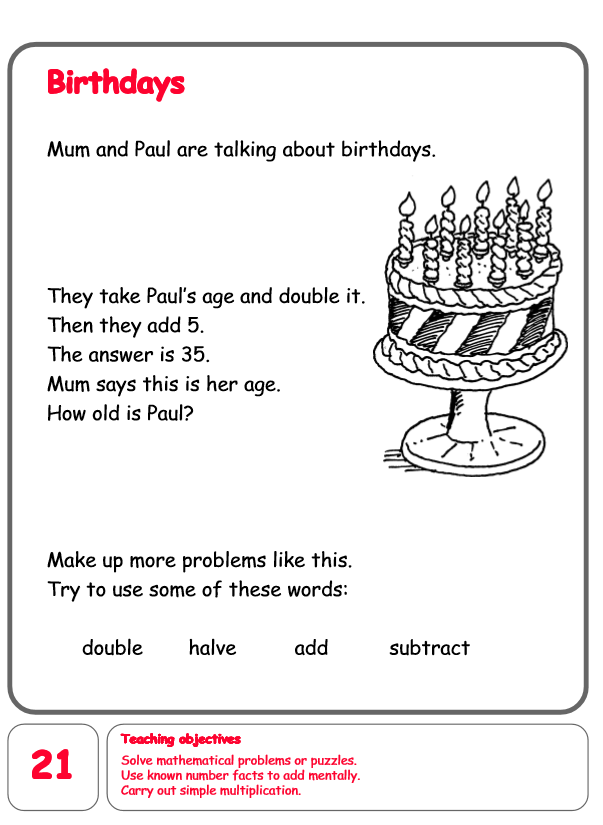 Birthdays
Mum and Paul are talking about birthdays.
They take Paul's age and double it.
Then they add 5.
The answer is 35.
Mum says this is her age.
How old is Paul?
Make up more problems like this.
Try to use some of these words:
double halve add subtract
21
Teaching objectives
Solve mathematical problems or puzzles.
Use known number facts to add mentally.
Carry out simple multiplication.